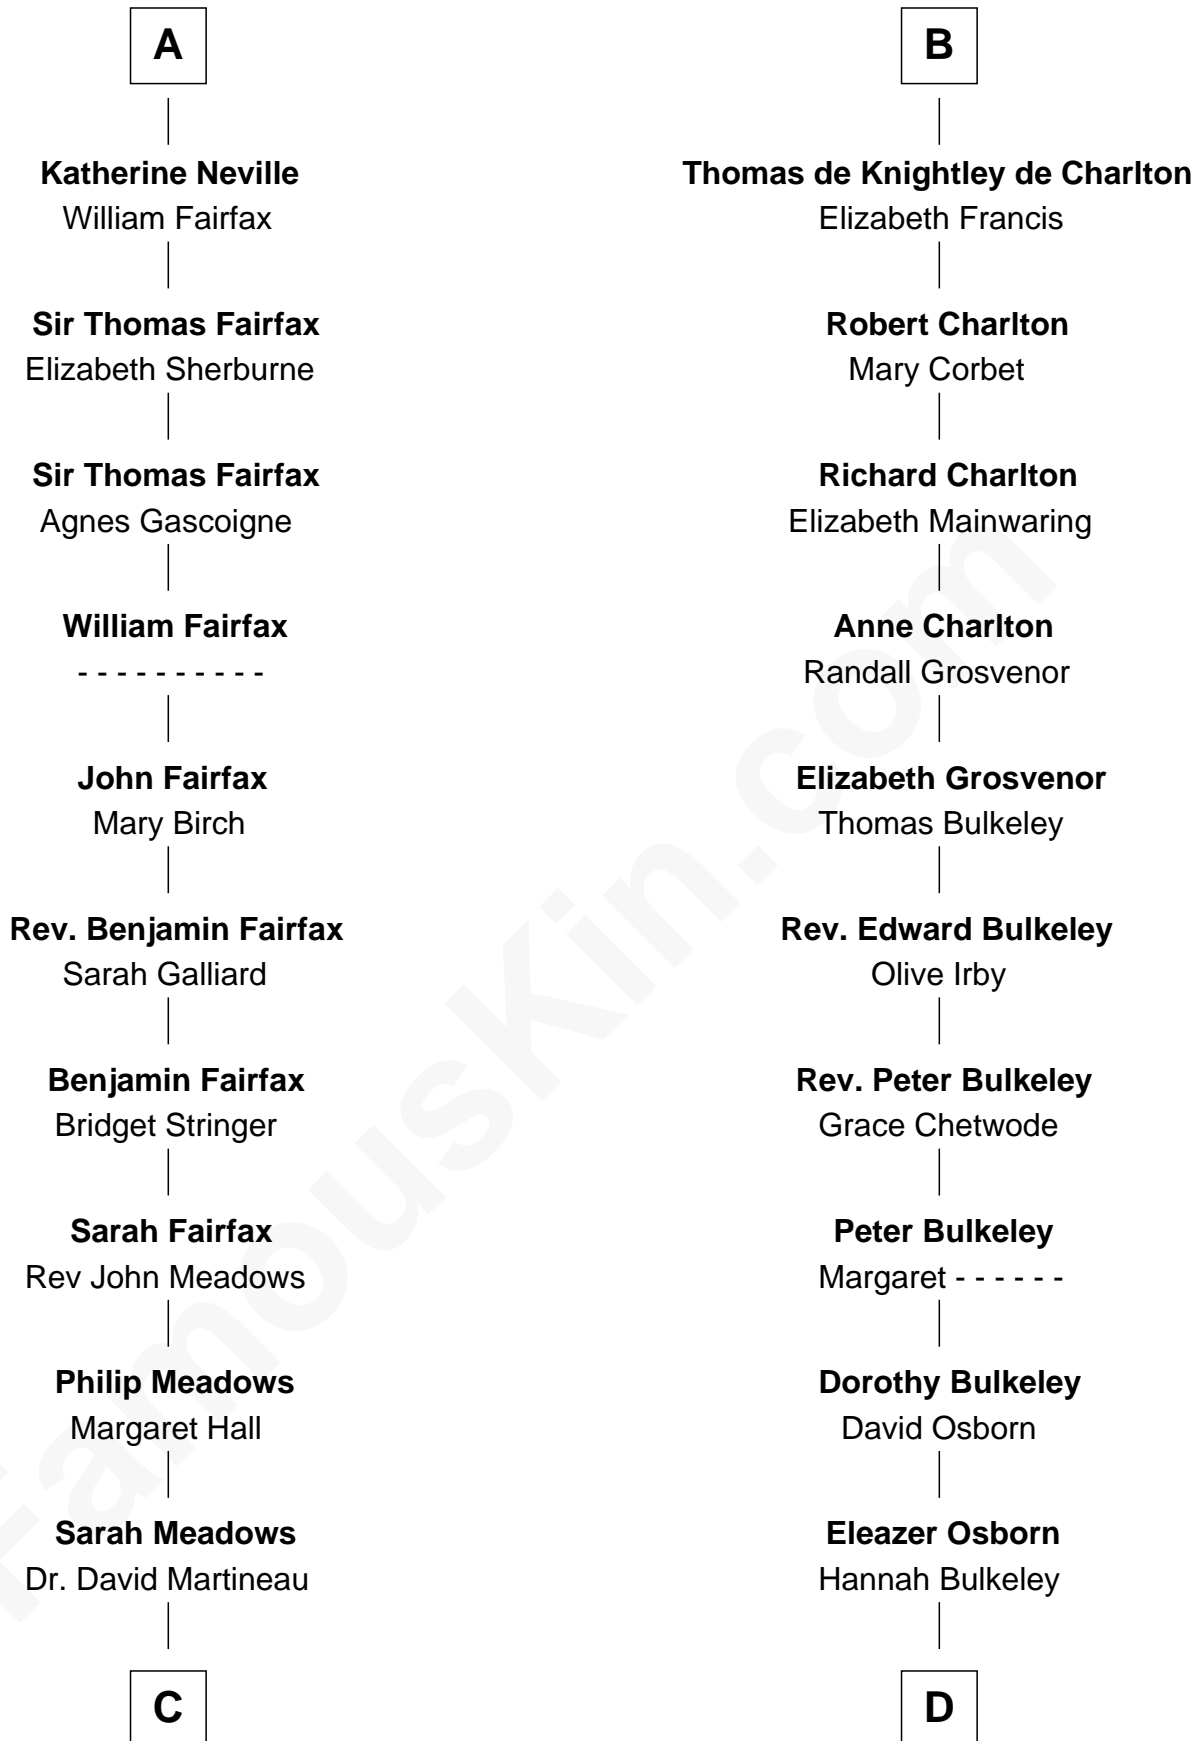 A
Katherine Neville
William Fairfax
Sir Thomas Fairfax
Elizabeth Sherburne
Sir Thomas Fairfax
Agnes Gascoigne
William Fairfax
- - - - - - - - - -
John Fairfax
Mary Birch
Rev. Benjamin Fairfax
Sarah Galliard
Benjamin Fairfax
Bridget Stringer
Sarah Fairfax
Rev John Meadows
Philip Meadows
Margaret Hall
Sarah Meadows
Dr. David Martineau
C
B
Thomas de Knightley de Charlton
Elizabeth Francis
Robert Charlton
Mary Corbet
Richard Charlton
Elizabeth Mainwaring
Anne Charlton
Randall Grosvenor
Elizabeth Grosvenor
Thomas Bulkeley
Rev. Edward Bulkeley
Olive Irby
Rev. Peter Bulkeley
Grace Chetwode
Peter Bulkeley
Margaret - - - - - -
Dorothy Bulkeley
David Osborn
Eleazer Osborn
Hannah Bulkeley
D
FamousKin.com